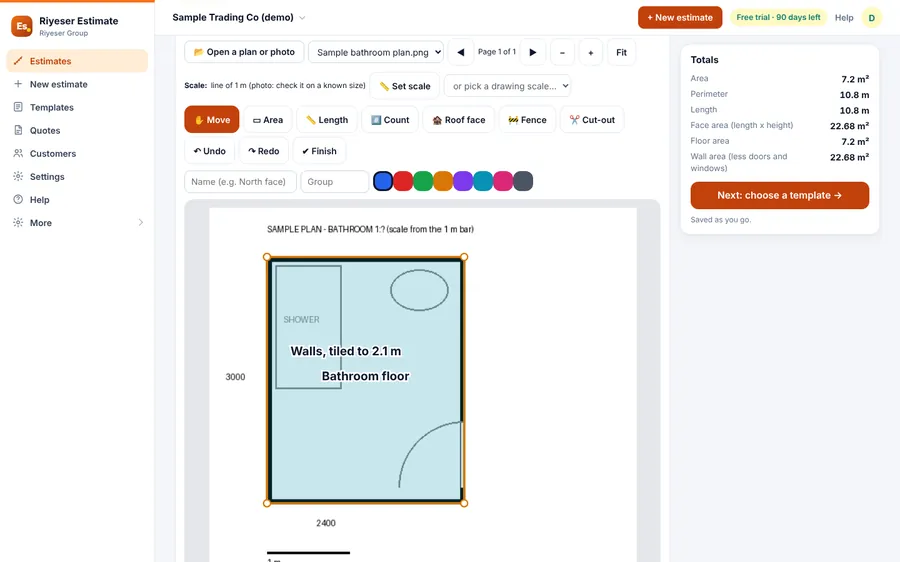 Es
Riyeser Estimate
Riyeser Group
Estimates
New estimate
Templates
Quotes
Customers
Settings
Help
More
Sample Trading Co (demo)
+ New estimate
Free trial · 90 days left
Help
D
Open a plan or photo
Sample bathroom plan.png
Page 1 of 1
−
+
Fit
Scale: line of 1 m (photo: check it on a known size)
Set scale
or pick a drawing scale...
Move
Area
Length
Count
Roof face
Fence
Cut-out
↶ Undo
↷ Redo
✔ Finish
Name (e.g. North face)
Group
SAMPLE PLAN - BATHROOM 1:? (scale from the 1 m bar)
SHOWER
Walls, tiled to 2.1 m
Bathroom floor
3000
2400
1 m
Totals
Area 7.2 m²
Perimeter 10.8 m
Length 10.8 m
Face area (length x height) 22.68 m²
Floor area 7.2 m²
Wall area (less doors and windows) 22.68 m²
Next: choose a template →
Saved as you go.